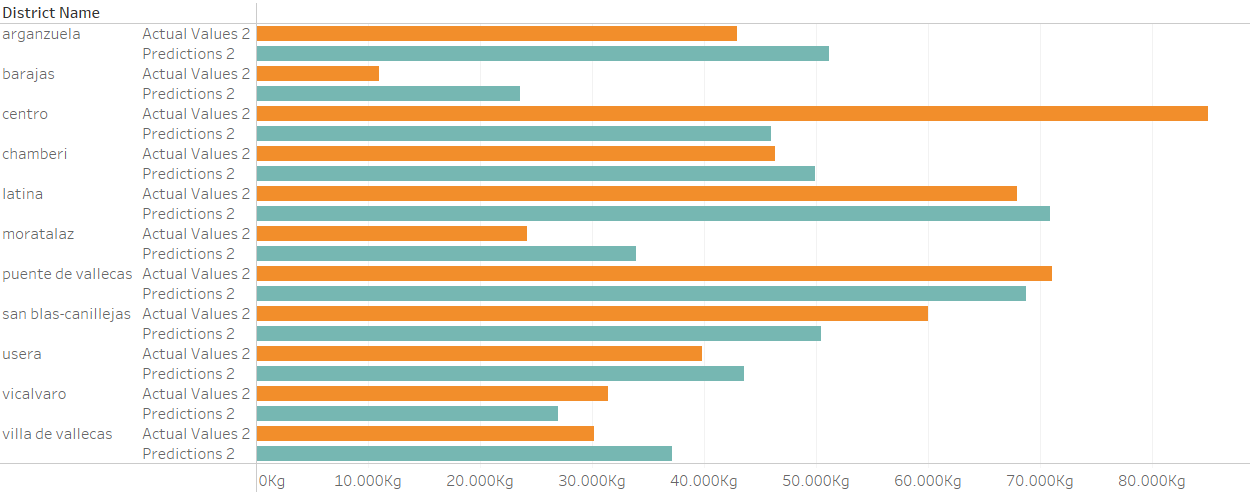 District Name
arganzuela Actual Values 2
Predictions 2
barajas Actual Values 2
Predictions 2
centro Actual Values 2
Predictions 2
chamberi Actual Values 2
Predictions 2
latina Actual Values 2
Predictions 2
moratalaz Actual Values 2
Predictions 2
puente de vallecas Actual Values 2
Predictions 2
san blas-canillejas Actual Values 2
Predictions 2
usera Actual Values 2
Predictions 2
vicalvaro Actual Values 2
Predictions 2
villa de vallecas Actual Values 2
Predictions 2
0Kg 10.000Kg 20.000Kg 30.000Kg 40.000Kg 50.000Kg 60.000Kg 70.000Kg 80.000Kg